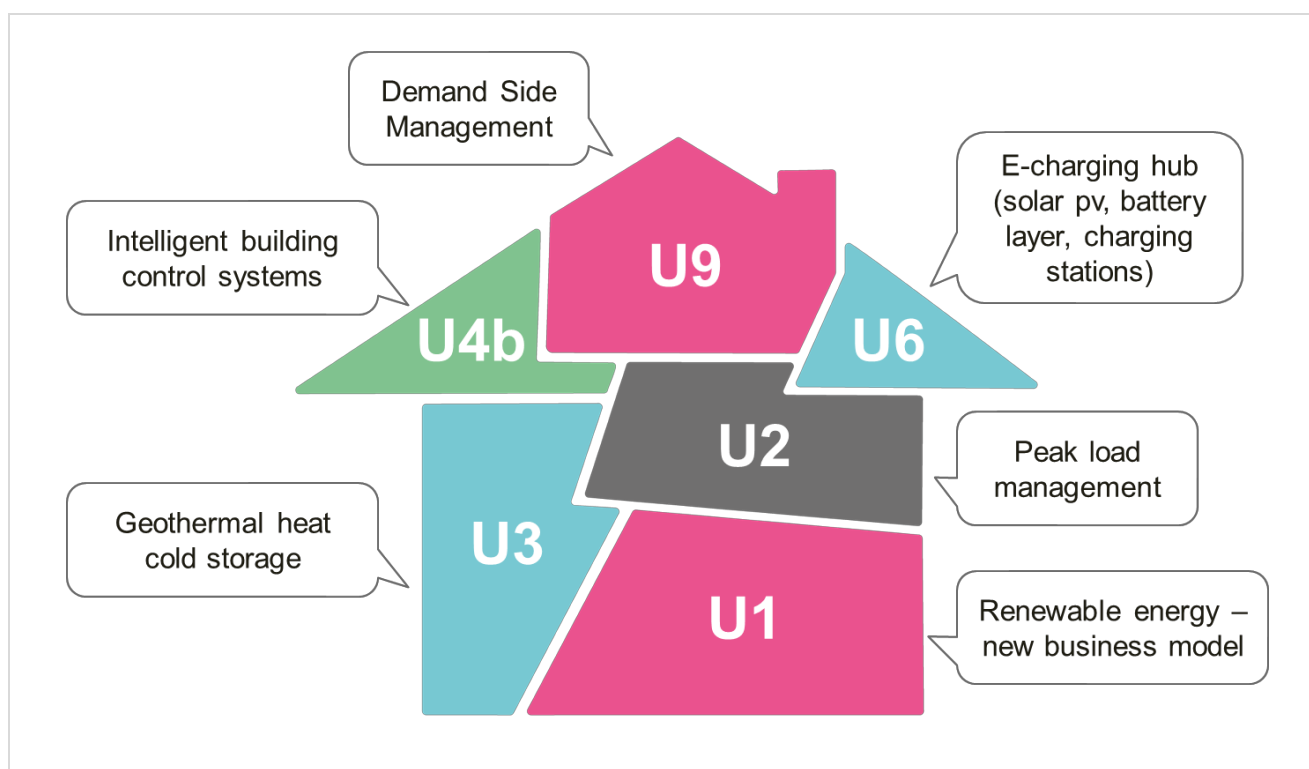 Demand Side
Management
E-charging hub
(solar pv, battery
layer, charging
stations)
Intelligent building
control systems
U9
U4b
U6
U2
Peak load
management
Geothermal heat
cold storage
U3
U1
Renewable energy –
new business model